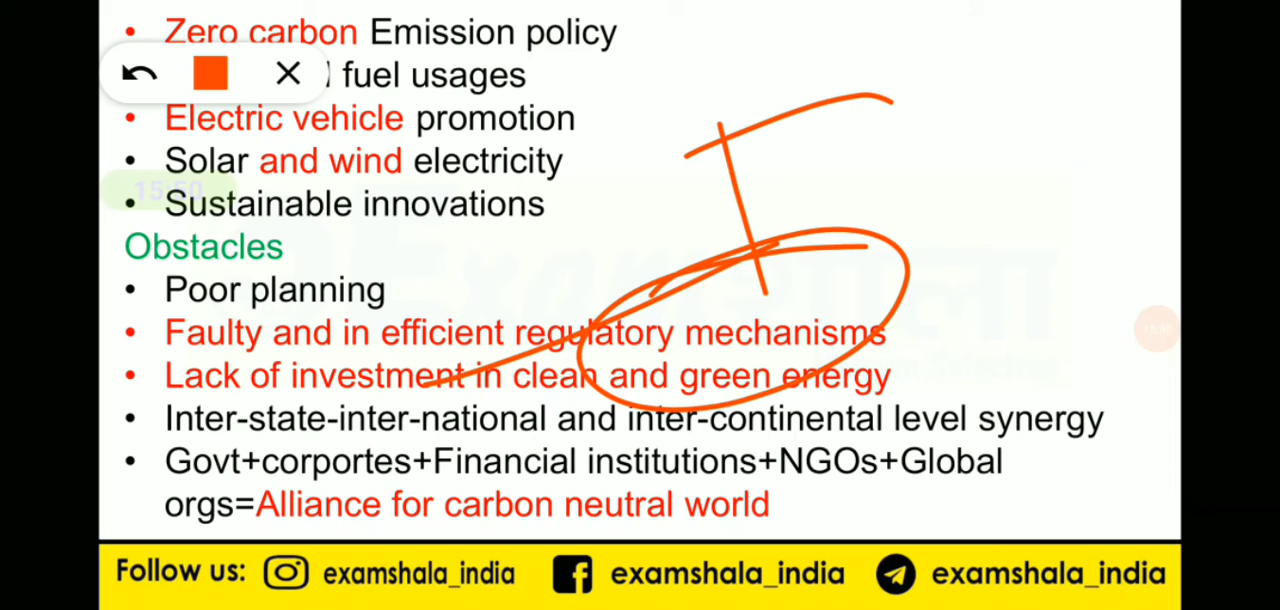 • Zero carbon Emission policy
fuel usages
• Electric vehicle promotion
• Solar and wind electricity
15:50
• Sustainable innovations
Obstacles
• Poor planning
• Faulty and in efficient regulatory mechanisms
• Lack of investment in clean and green energy
• Inter-state-inter-national and inter-continental level synergy
• Govt+corportes+Financial institutions+NGOs+Global
orgs=Alliance for carbon neutral world
Follow us: examshala_india examshala_india examshala_india